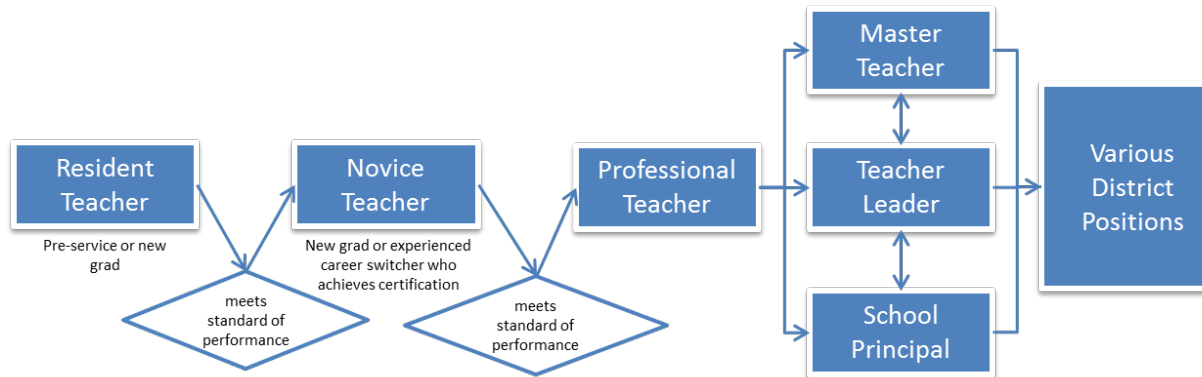 Resident
Teacher
Pre-service or new
grad
meets
standard of
performance
Novice
Teacher
New grad or experienced
career switcher who
achieves certification
meets
standard of
performance
Professional
Teacher
Master
Teacher
Teacher
Leader
School
Principal
Various
District
Positions